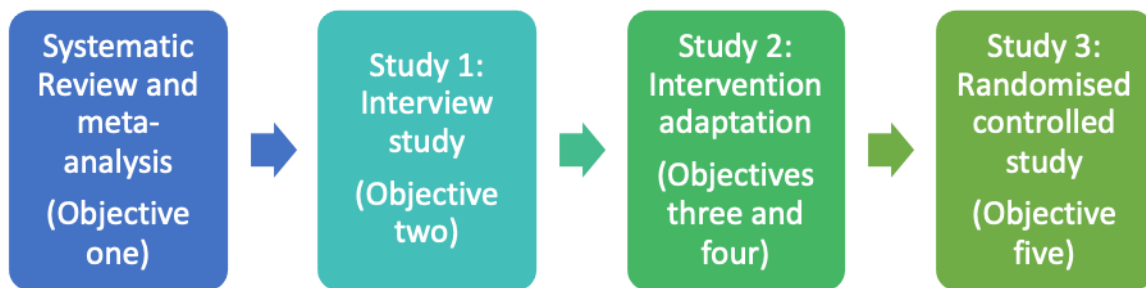 Systematic
Review and
meta-
analysis
(Objective
one)
Study 1:
Interview
study
(Objective
two)
Study 2:
Intervention
adaptation
(Objectives
three and
four)
Study 3:
Randomised
controlled
study
(Objective
five)